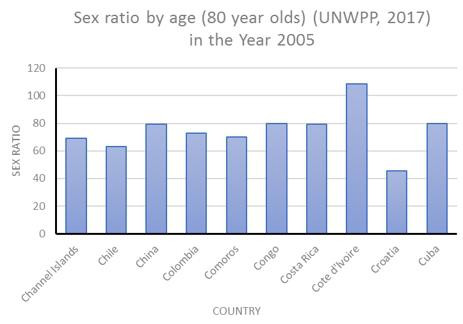 Sex ratio by age (80 year olds) (UNWPP, 2017)
in the Year 2005
120
100
80
60
40
20
0
SEX RATIO
Channel Islands
Chile
China
Colombia
Comoros
Congo
Costa Rica
Cote d'Ivoire
Croatia
Cuba
COUNTRY